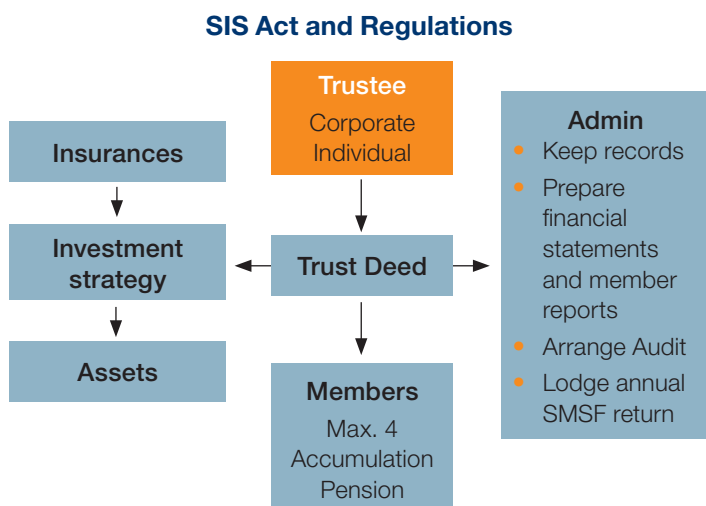 SIS Act and Regulations
Trustee
Corporate
Individual
Insurances
Investment
strategy
Assets
Trust Deed
Members
Max. 4
Accumulation
Pension
Admin
• Keep records
• Prepare
financial
statements
and member
reports
• Arrange Audit
• Lodge annual
SMSF return